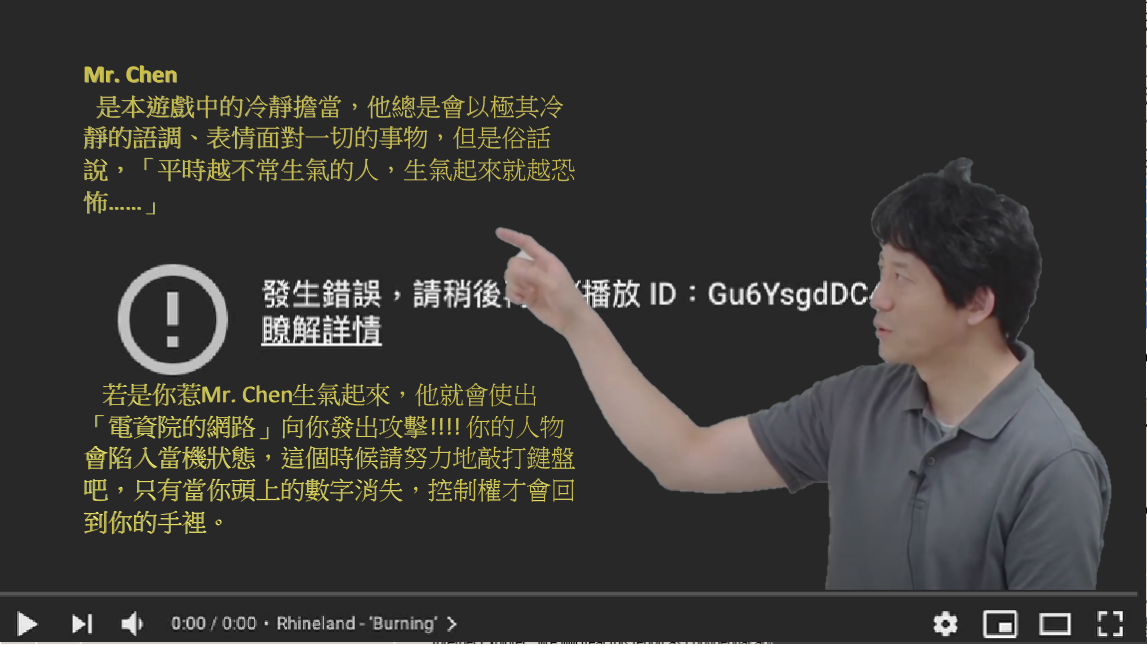 Mr. Chen
是本遊戲中的冷靜擔當，他總是會以極其冷
靜的語調、表情面對一切的事物，但是俗話
說，「平時越不常生氣的人，生氣起來就越恐
怖......」
發生錯誤，請稍後 播放 ID：Gu6YsgdDC
瞭解詳情
若是你惹Mr. Chen生氣起來，他就會使出
「電資院的網路」向你發出攻擊!!!! 你的人物
會陷入當機狀態，這個時候請努力地敲打鍵盤
吧，只有當你頭上的數字消失，控制權才會回
到你的手裡。
0:00 / 0:00 • Rhineland - 'Burning'